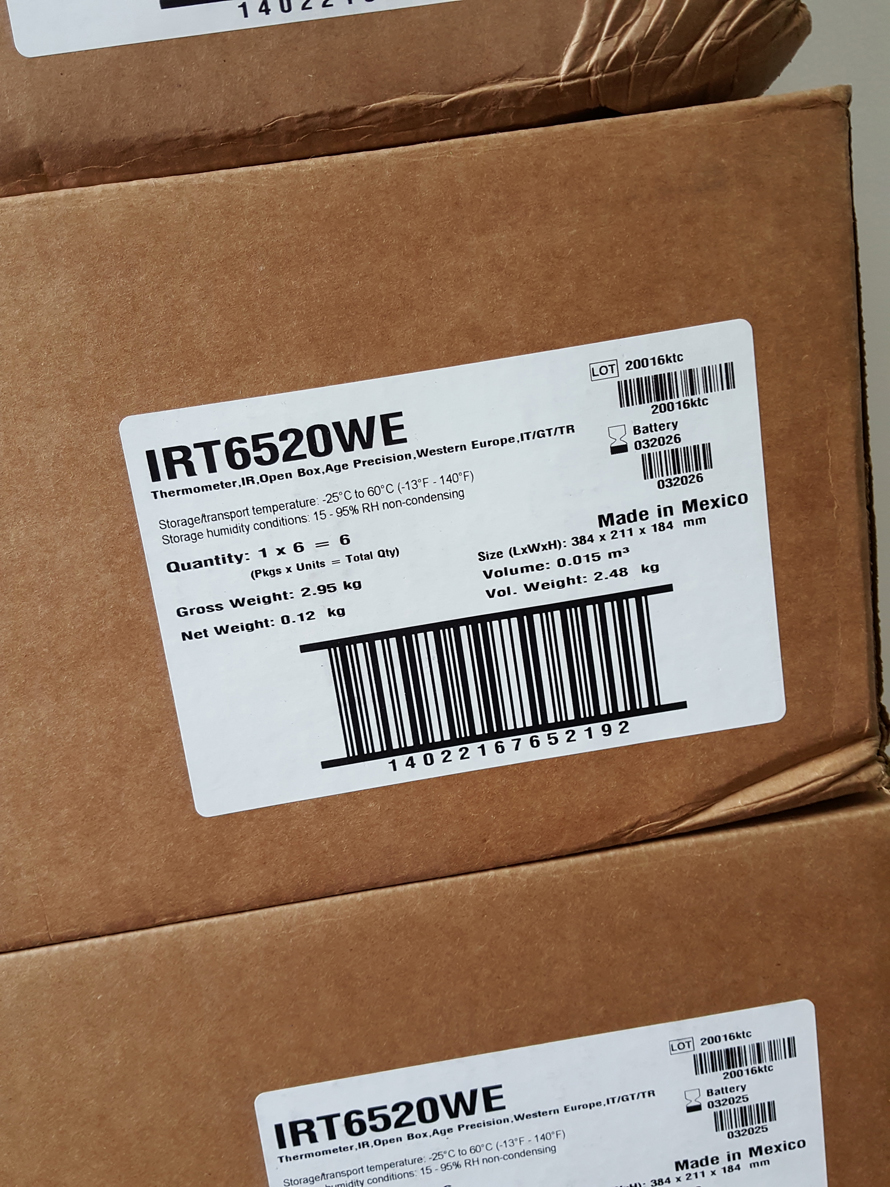 IRT6520WE
Thermometer,IR,Open Box,Age Precision,Western Europe,IT/GT/TR
LOT 20016ktc
20016ktc
Battery
032026
032026
Storage/transport temperature: -25°C to 60°C (-13°F - 140°F)
Storage humidity conditions: 15 - 95% RH non-condensing
Made in Mexico
Quantity: 1 x 6 = 6
(Pkgs x Units = Total Qty)
Gross Weight: 2.95 kg
Net Weight: 0.12 kg
Size (LxWxH): 384 x 211 x 184 mm
Volume: 0.015 m³
Vol. Weight: 2.48 kg
14022167652192
IRT6520WE
Thermometer,IR,Open Box,Age Precision,Western Europe,IT/GT/TR
LOT 20016ktc
20016ktc
Battery
032025
032025
Storage/transport temperature: -25°C to 60°C (-13°F - 140°F)
humidity conditions: 15 - 95% RH non-condensing
Made in Mexico
384 x 211 x 184 mm